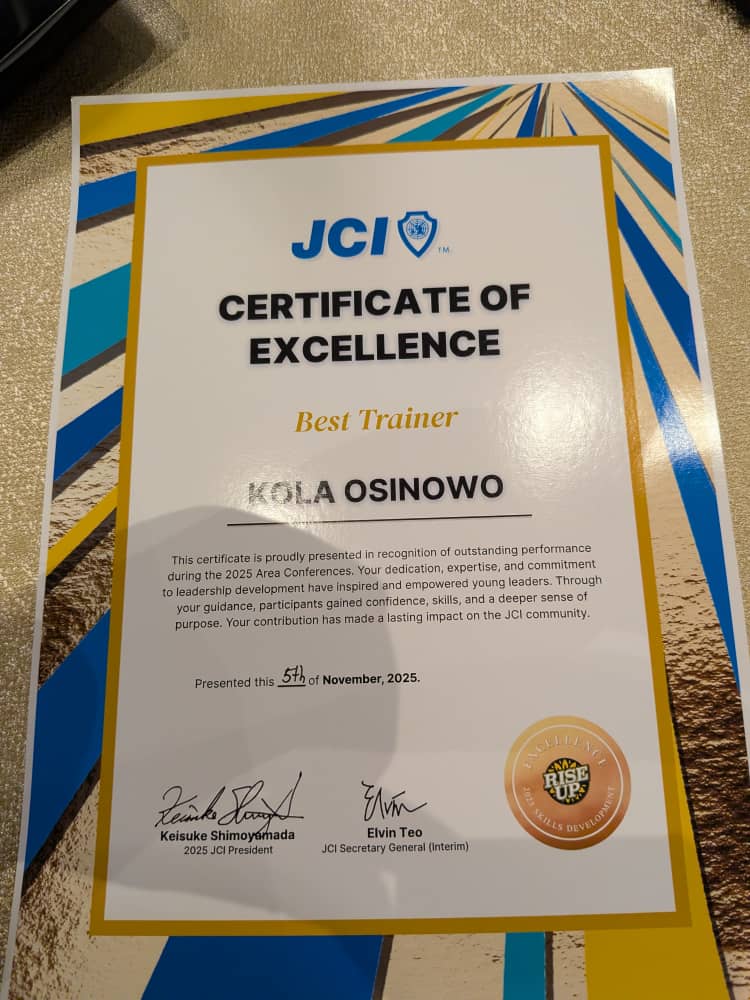 JCI TM
CERTIFICATE OF
EXCELLENCE
Best Trainer
KOLA OSINOWO
This certificate is proudly presented in recognition of outstanding performance
during the 2025 Area Conferences. Your dedication, expertise, and commitment
to leadership development have inspired and empowered young leaders. Through
your guidance, participants gained confidence, skills, and a deeper sense of
purpose. Your contribution has made a lasting impact on the JCI community.
Presented this 5th of November, 2025.
Keisuke Shimoyamada
2025 JCI President
Elvin
Elvin Teo
JCI Secretary General (Interim)
EXCELLENCE
RISE
UP
2025 SKILLS DEVELOPMENT